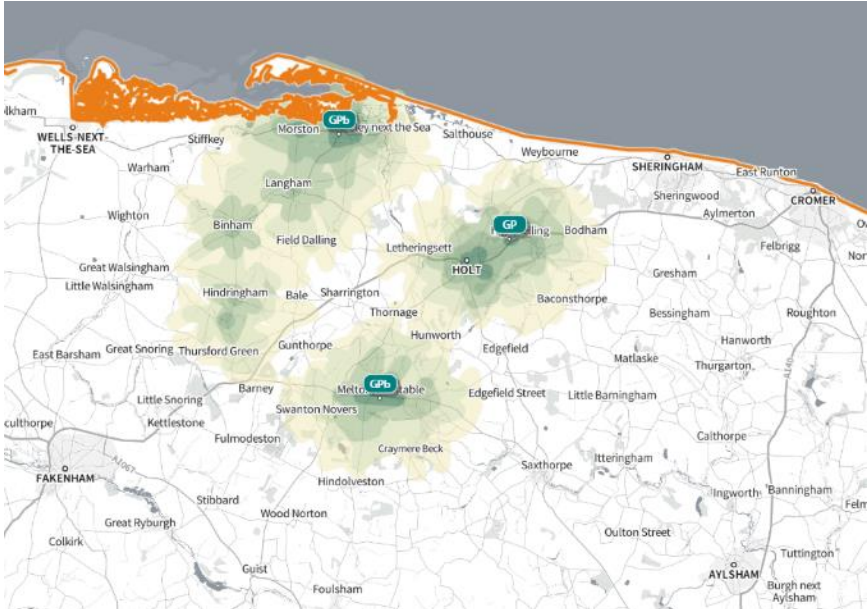 GPb
lkham
WELLS-NEXT-
THE-SEA
Stiffkey
Morston
ley next the Sea
Salthouse
Weybourne
SHERINGHAM
East Runton
Warham
Sheringwood
CROMER
Langham
Aylmerton
Wighton
Binham
GP
lling
Bodham
Field Dalling
Letheringsett
Felbrigg
Great Walsingham
HOLT
Gresham
Little Walsingham
Hindringham
Bale
Sharrington
Baconsthorpe
Thornage
Bessingham
Roughton
Hunworth
Hanworth
East Barsham
Great Snoring
Thursford Green
Gunthorpe
Edgefield
Matlaske
Thurgarton
A140
GPb
Barney
Melto
table
Edgefield Street
Little Barningham
Little Snoring
Swanton Novers
culthorpe
Kettlestone
Fulmodeston
Calthorpe
Craymere Beck
Itteringham
A1067
Saxthorpe
FAKENHAM
Hindolveston
Ingworth
Banningham
Stibbard
Felm
Wood Norton
Great Ryburgh
Oulton Street
Colkirk
Tuttington
Guist
AYLSHAM
Foulsham
Burgh next
Aylsham